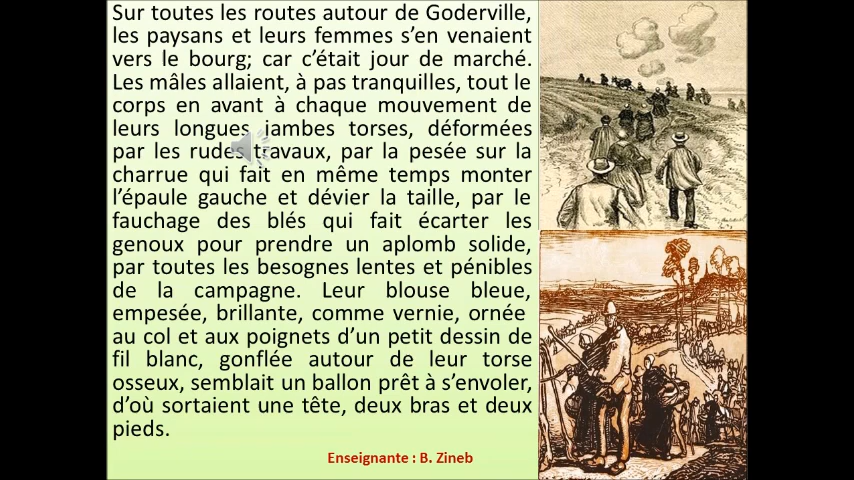 Sur toutes les routes autour de Goderville,
les paysans et leurs femmes s'en venaient
vers le bourg; car c'était jour de marché.
Les mâles allaient, à pas tranquilles, tout le
corps en avant à chaque mouvement de
leurs longues jambes torses, déformées
par les rudes travaux, par la pesée sur la
charrue qui fait en même temps monter
l'épaule gauche et dévier la taille, par le
fauchage des blés qui fait écarter les
genoux pour prendre un aplomb solide,
par toutes les besognes lentes et pénibles
de la campagne. Leur blouse bleue,
empesée, brillante, comme vernie, ornée
au col et aux poignets d'un petit dessin de
fil blanc, gonflée autour de leur torse
osseux, semblait un ballon prêt à s'envoler,
d'où sortaient une tête, deux bras et deux
pieds.
Enseignante : B. Zineb